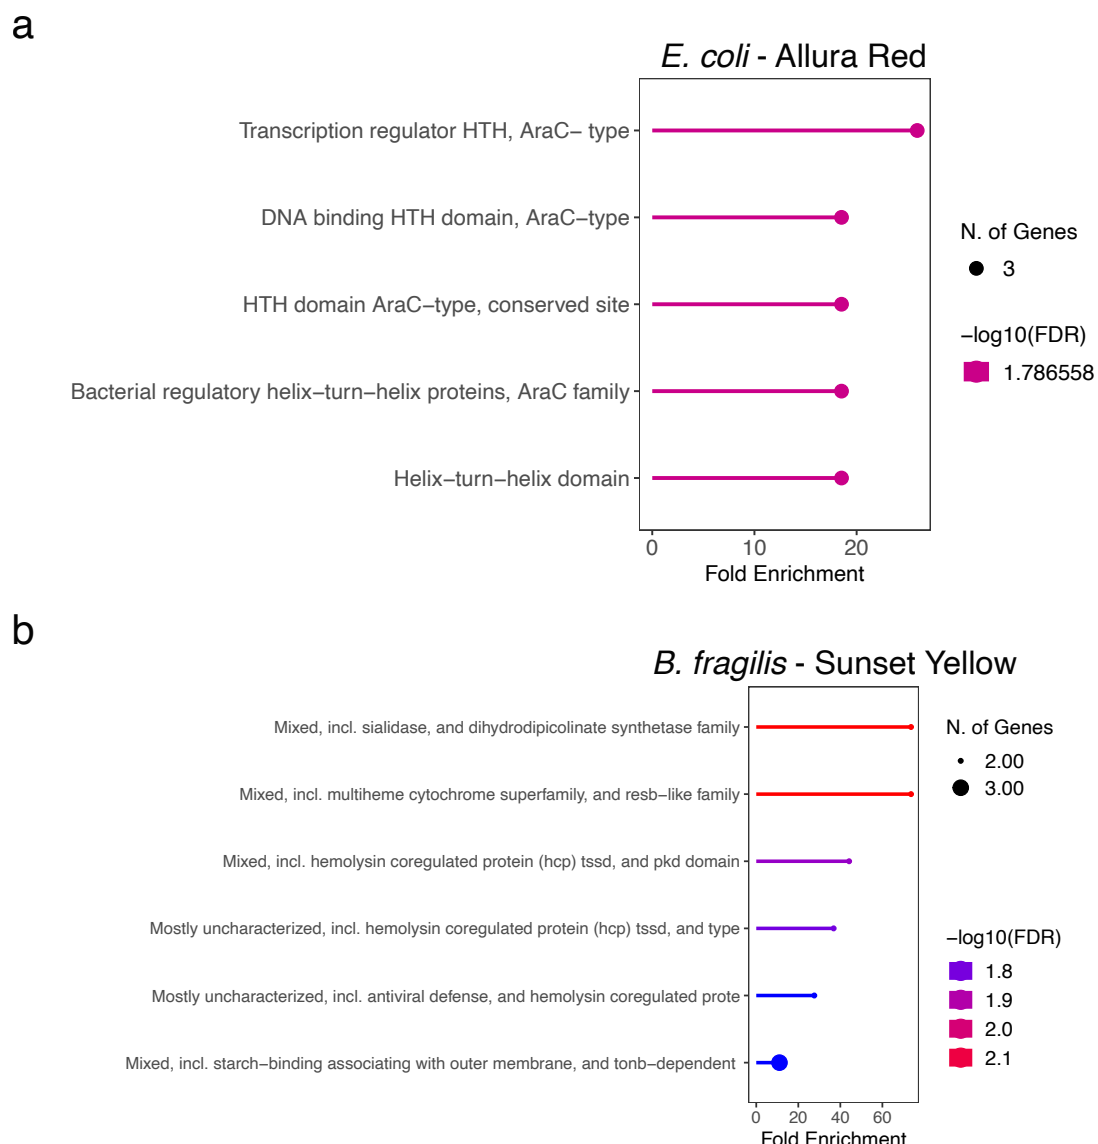 a
E. coli - Allura Red
Transcription regulator HTH, AraC− type
DNA binding HTH domain, AraC−type
HTH domain AraC−type, conserved site
Bacterial regulatory helix−turn−helix proteins, AraC family
Helix−turn−helix domain
0 10 20
Fold Enrichment
N. of Genes
3
−log10(FDR)
1.786558
b
B. fragilis - Sunset Yellow
Mixed, incl. sialidase, and dihydrodipicolinate synthetase family
Mixed, incl. multiheme cytochrome superfamily, and resb−like family
Mixed, incl. hemolysin coregulated protein (hcp) tssd, and pkd domain
Mostly uncharacterized, incl. hemolysin coregulated protein (hcp) tssd, and type
Mostly uncharacterized, incl. antiviral defense, and hemolysin coregulated prote
Mixed, incl. starch−binding associating with outer membrane, and tonb−dependent
0 20 40 60
Fold Enrichment
N. of Genes
2.00
3.00
−log10(FDR)
1.8
1.9
2.0
2.1